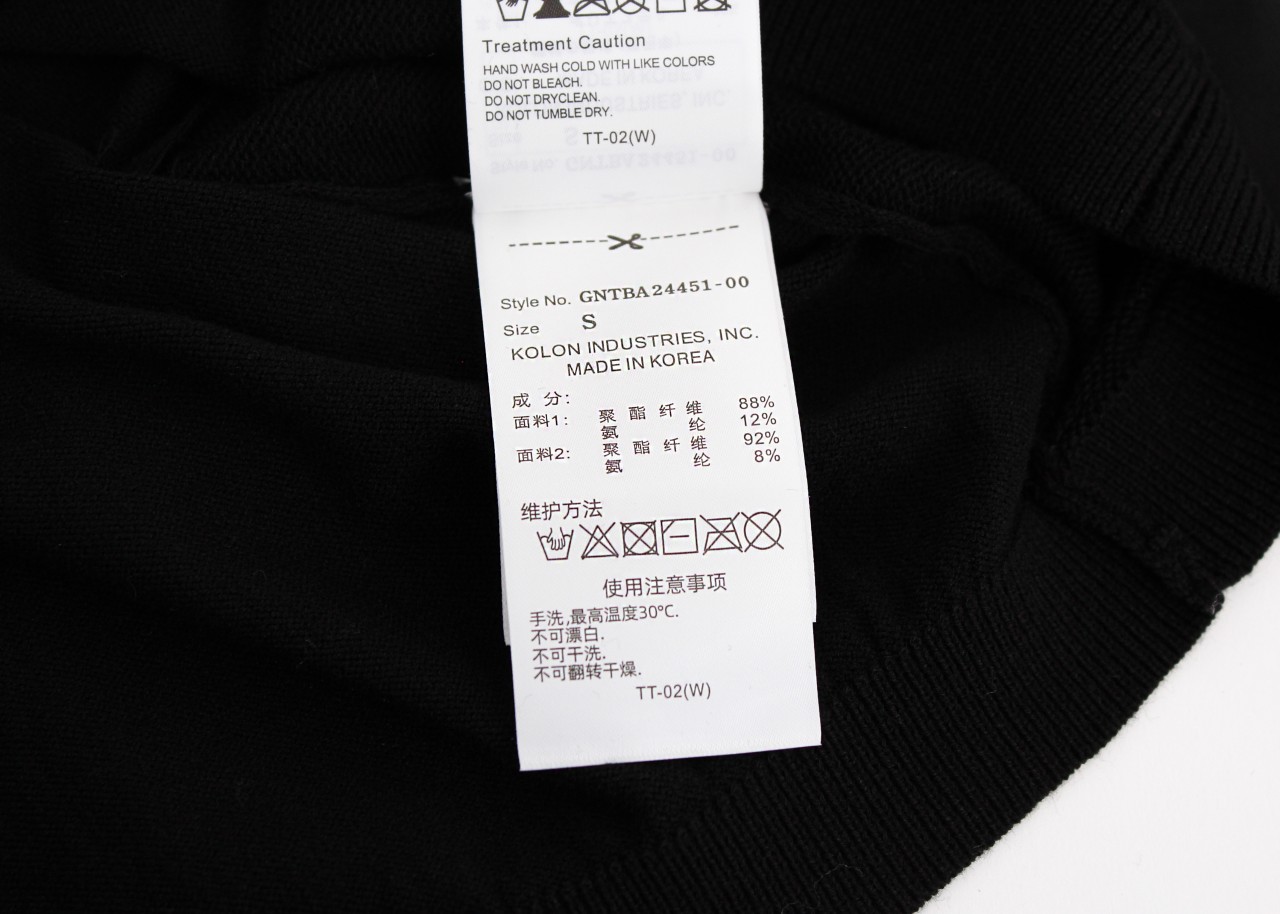 Treatment Caution
HAND WASH COLD WITH LIKE COLORS
DO NOT BLEACH.
DO NOT DRYCLEAN.
DO NOT TUMBLE DRY.
TT-02(W)
Style No. GNTBA24451-00
Size S
KOLON INDUSTRIES, INC.
MADE IN KOREA
成 分:
面料1: 聚 酯 纤 维 88%
氨 纶 12%
面料2: 聚 酯 纤 维 92%
氨 纶 8%
维护方法
使用注意事项
手洗,最高温度30°C.
不可漂白.
不可干洗.
不可翻转干燥.
TT-02(W)